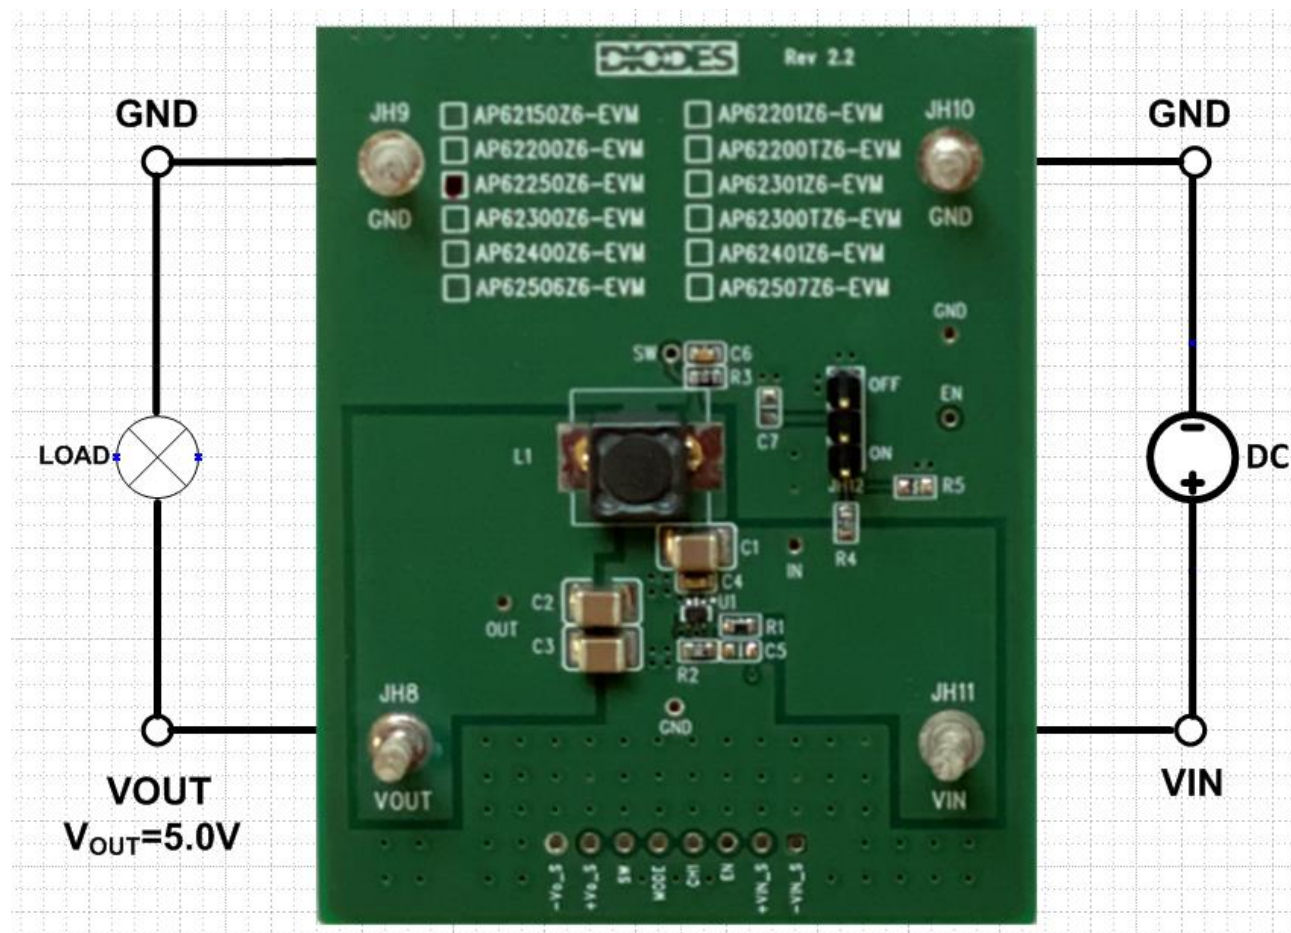 DIODES
Rev 2.2
GND
JH9
AP62150Z6-EVM
AP62201Z6-EVM
JH10
GND
AP62200Z6-EVM
AP62200TZ6-EVM
AP62250Z6-EVM
AP62301Z6-EVM
GND
AP62300Z6-EVM
AP62300TZ6-EVM
GND
AP62400Z6-EVM
AP62401Z6-EVM
AP62506Z6-EVM
AP62507Z6-EVM
GND
SW
C6
R3
OFF
EN
C7
ON
L1
LOAD
-
DC
+
JH12
R5
C1
IN
R4
C4
C2
U1
OUT
R1
C3
C5
R2
JH8
JH11
GND
VOUT
VOUT
VIN
VIN
VOUT=5.0V
-Vo_S
+Vo_S
SW
MODE
CH1
EN
+VIN_S
-VIN_S